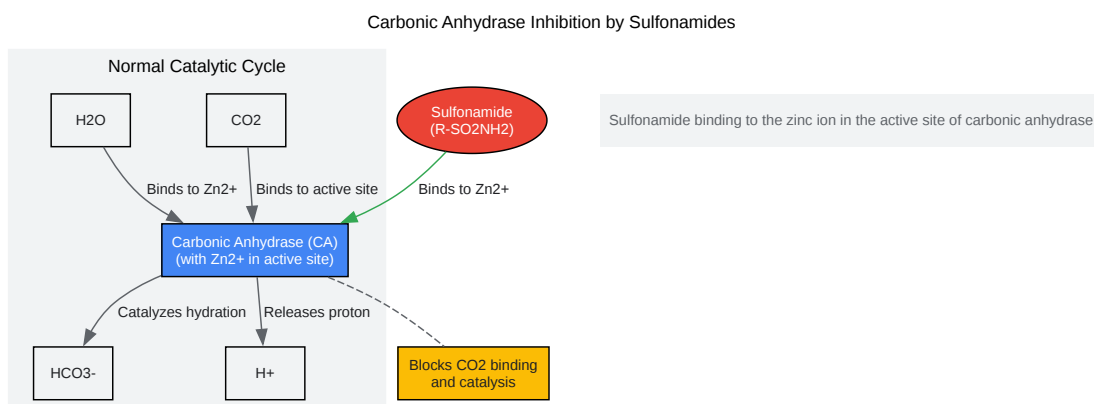 Carbonic Anhydrase Inhibition by Sulfonamides
Normal Catalytic Cycle
H2O
CO2
Sulfonamide
(R-SO2NH2)
Sulfonamide binding to the zinc ion in the active site of carbonic anhydrase
Binds to Zn2+
Binds to active site
Binds to Zn2+
Carbonic Anhydrase (CA)
(with Zn2+ in active site)
Catalyzes hydration
Releases proton
HCO3-
H+
Blocks CO2 binding
and catalysis